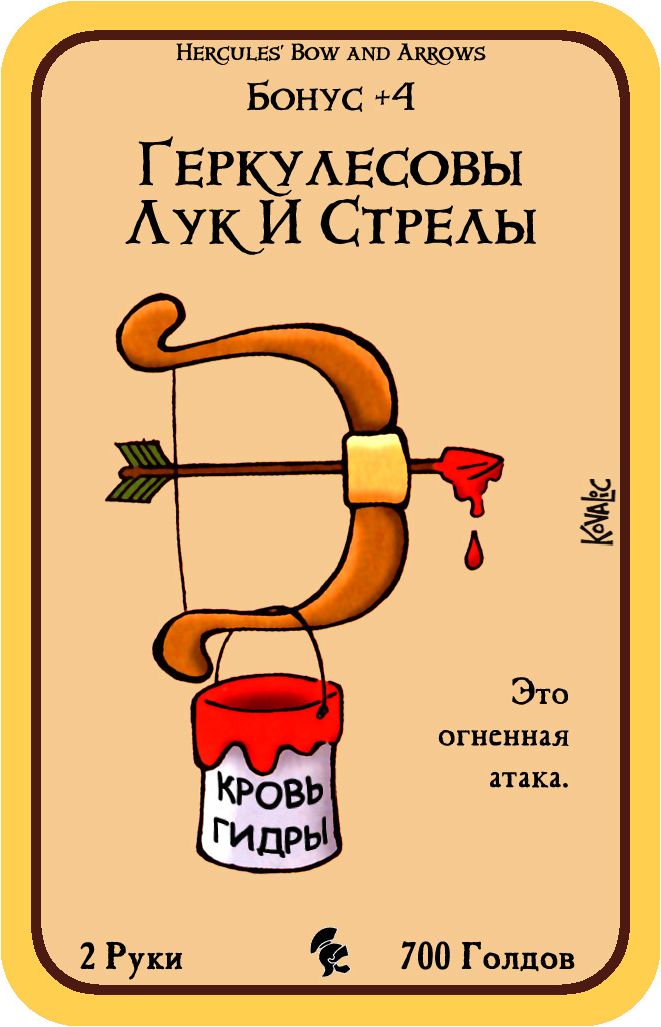 Hercules' Bow and Arrows
Бонус +4
Геркулесовы
Лук И Стрелы
Kovalic
Это
огненная
атака.
КРОВЬ
ГИДРЫ
2 Руки
700 Голдов